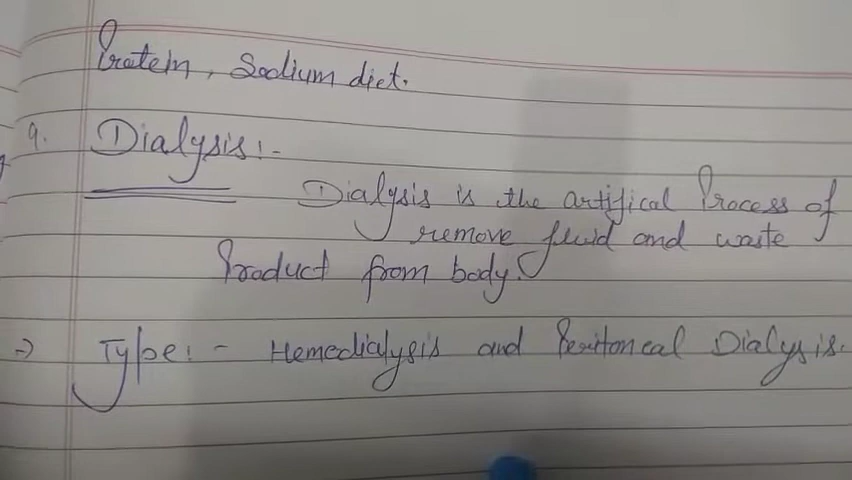 Protein, Sodium diet.
9. Dialysis:-
Dialysis is the artifical Process of
remove fluid and waste
Product from body.
→ Type:- Hemedialysis and Peritoneal Dialysis.